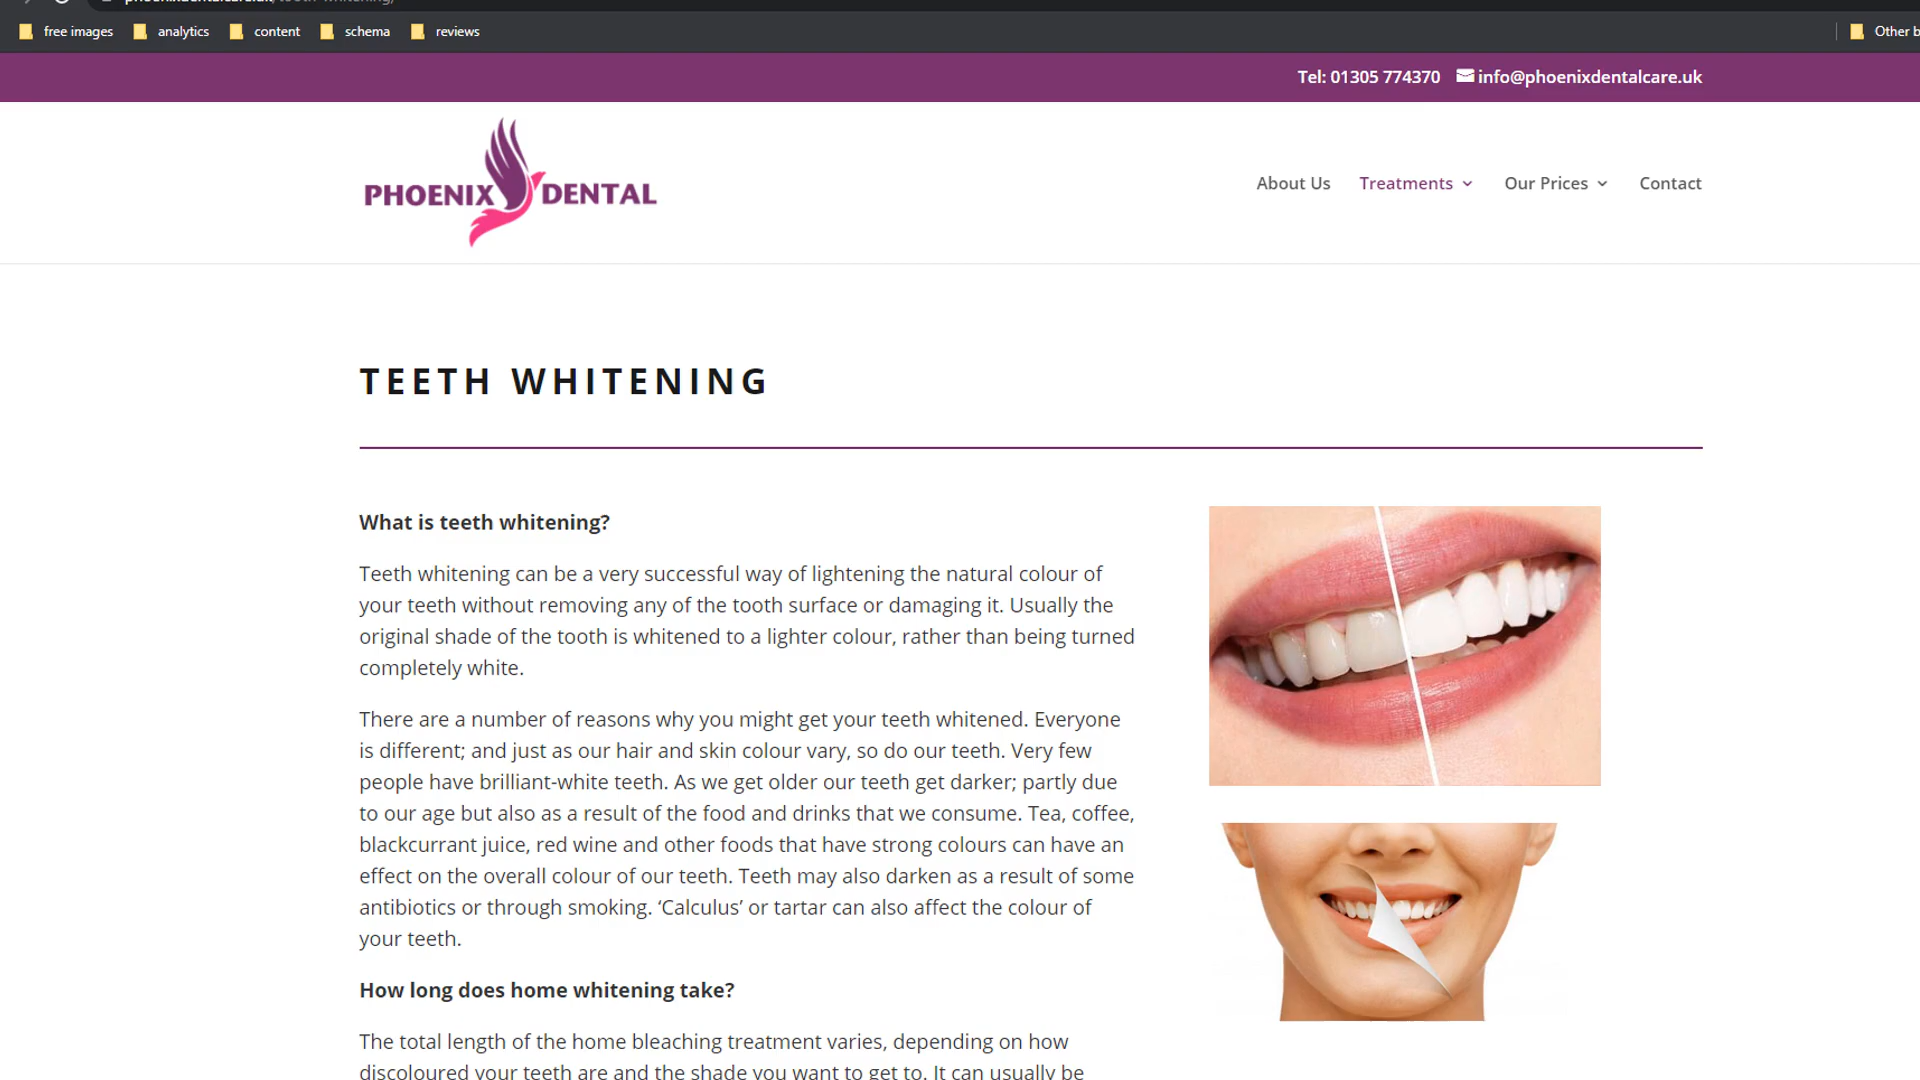 free images analytics content schema reviews Other b
Tel: 01305 774370 info@phoenixdentalcare.uk
PHOENIX DENTAL
About Us Treatments Our Prices Contact
TEETH WHITENING
What is teeth whitening?
Teeth whitening can be a very successful way of lightening the natural colour of
your teeth without removing any of the tooth surface or damaging it. Usually the
original shade of the tooth is whitened to a lighter colour, rather than being turned
completely white.
There are a number of reasons why you might get your teeth whitened. Everyone
is different; and just as our hair and skin colour vary, so do our teeth. Very few
people have brilliant-white teeth. As we get older our teeth get darker; partly due
to our age but also as a result of the food and drinks that we consume. Tea, coffee,
blackcurrant juice, red wine and other foods that have strong colours can have an
effect on the overall colour of our teeth. Teeth may also darken as a result of some
antibiotics or through smoking. ‘Calculus’ or tartar can also affect the colour of
your teeth.
How long does home whitening take?
The total length of the home bleaching treatment varies, depending on how
discoloured your teeth are and the shade you want to get to. It can usually be